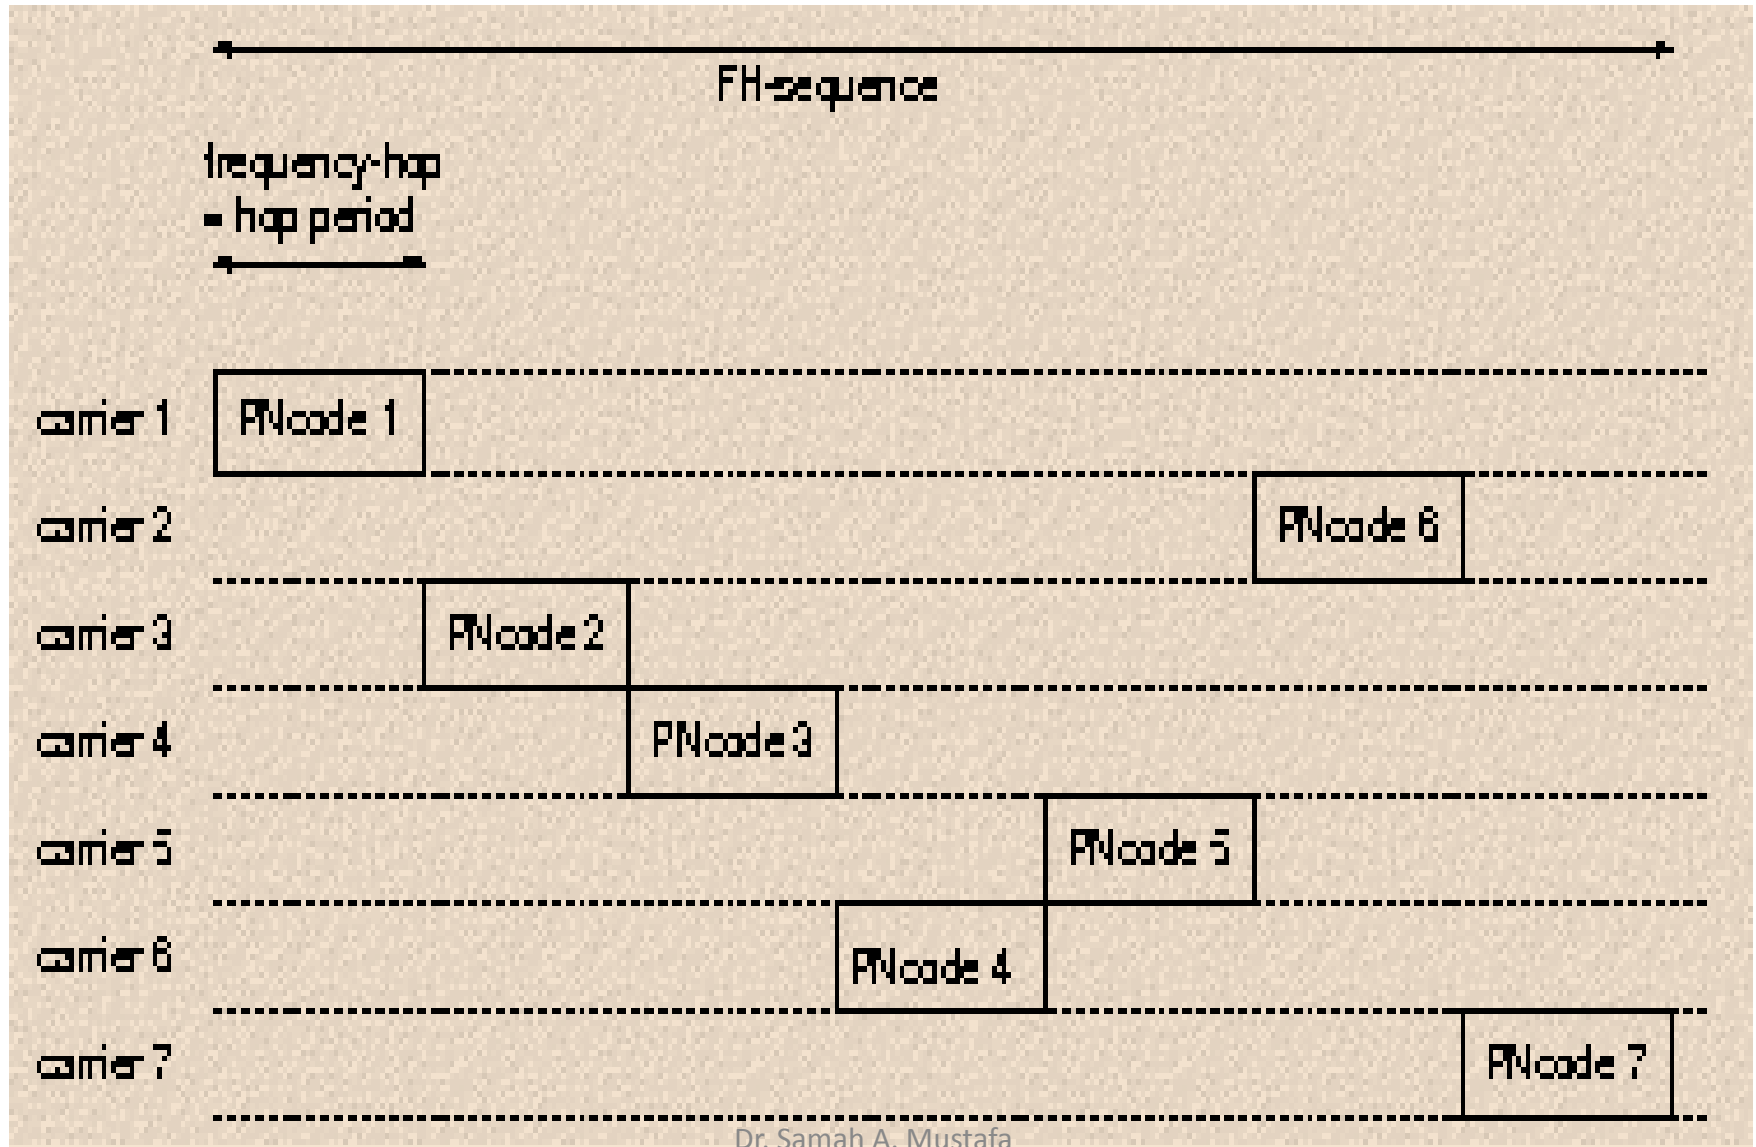 FH-sequence
frequency-hop
= hop period
carrier 1 PNcode 1
carrier 2 PNcode 6
carrier 3 PNcode 2
carrier 4 PNcode 3
carrier 5 PNcode 5
carrier 6 PNcode 4
carrier 7 PNcode 7
Dr. Samah A. Mustafa